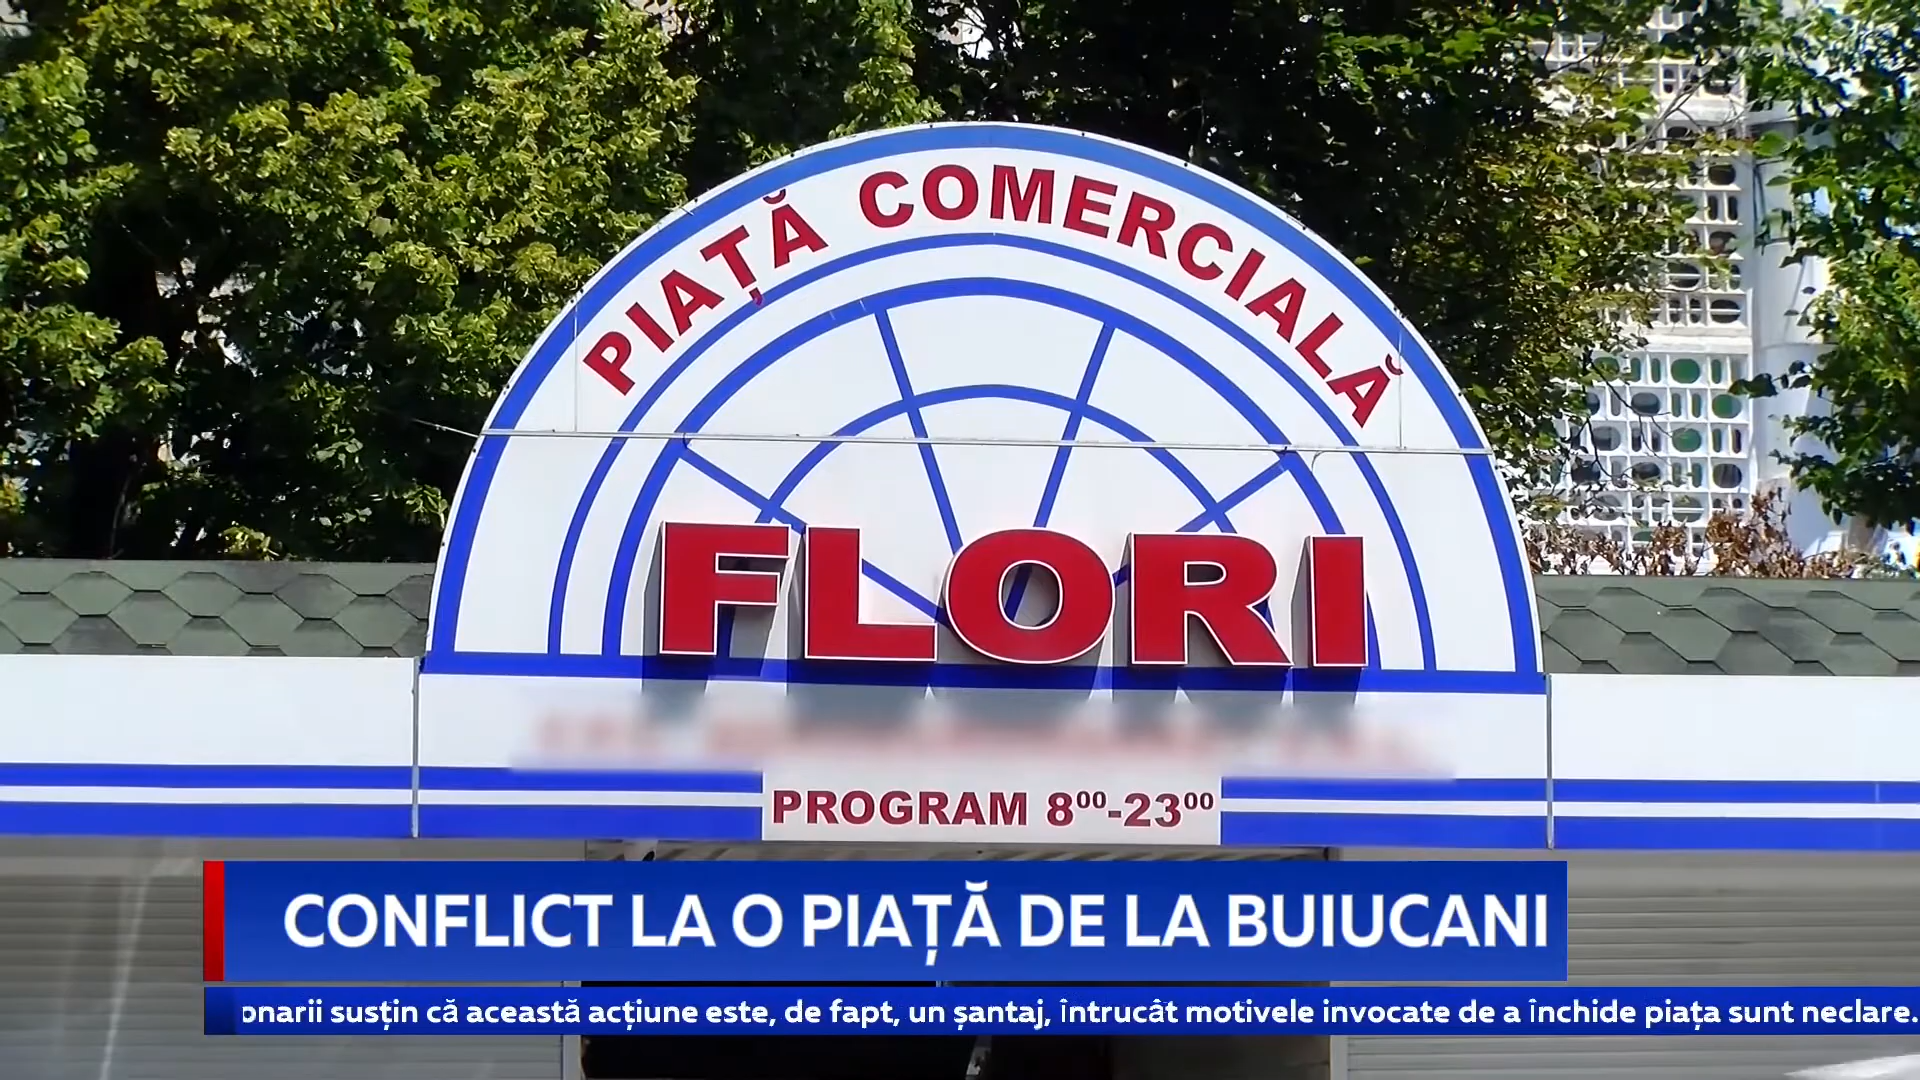 PIAȚĂ COMERCIALĂ
FLORI
PROGRAM 8⁰⁰-23⁰⁰
CONFLICT LA O PIAȚĂ DE LA BUIUCANI
onarii susțin că această acțiune este, de fapt, un șantaj, întrucât motivele invocate de a închide piața sunt neclare.